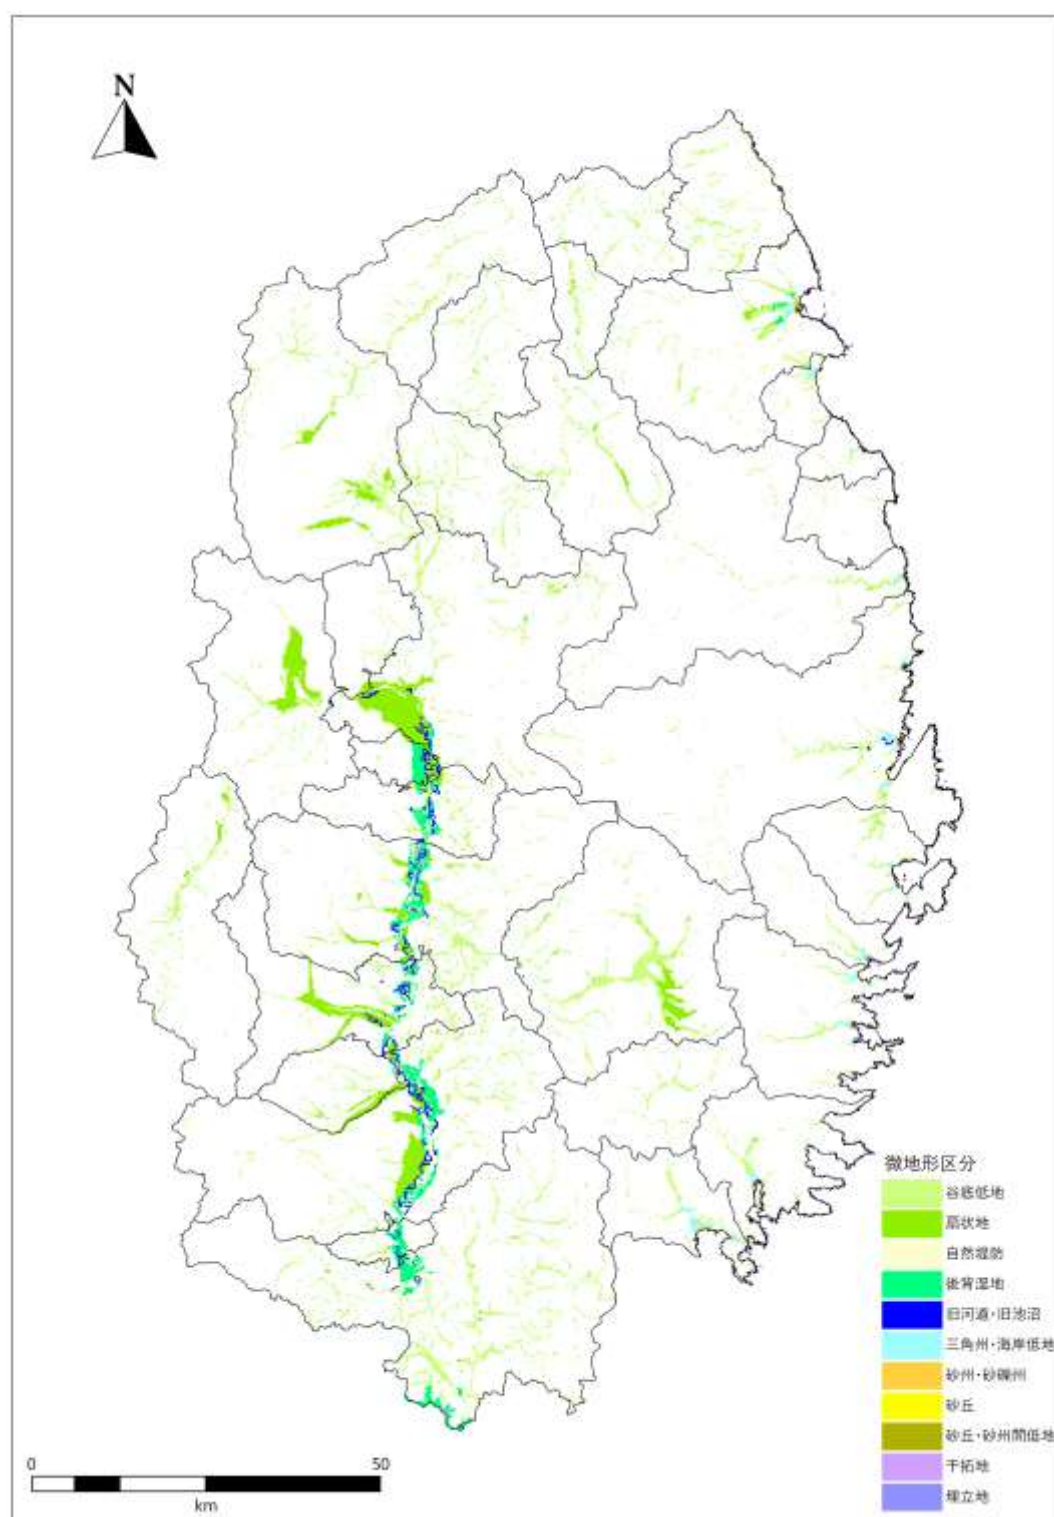 N
微地形区分
谷底低地
扇状地
自然堤防
後背湿地
旧河道・旧池沼
三角州・海岸低地
砂州・砂礫州
砂丘
砂丘・砂州間低地
干拓地
埋立地
0 50
km